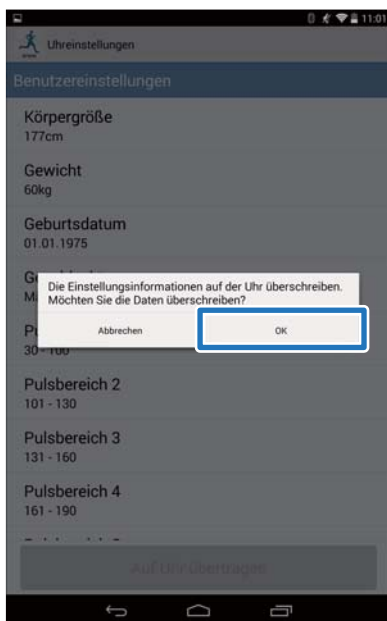 11:01
Uhreinstellungen
Benutzereinstellungen
Körpergröße
177cm
Gewicht
60kg
Geburtsdatum
01.01.1975
Die Einstellungsinformationen auf der Uhr überschreiben.
Möchten Sie die Daten überschreiben?
Abbrechen
OK
30 - 100
Pulsbereich 2
101 - 130
Pulsbereich 3
131 - 160
Pulsbereich 4
161 - 190
Auf Uhr übertragen